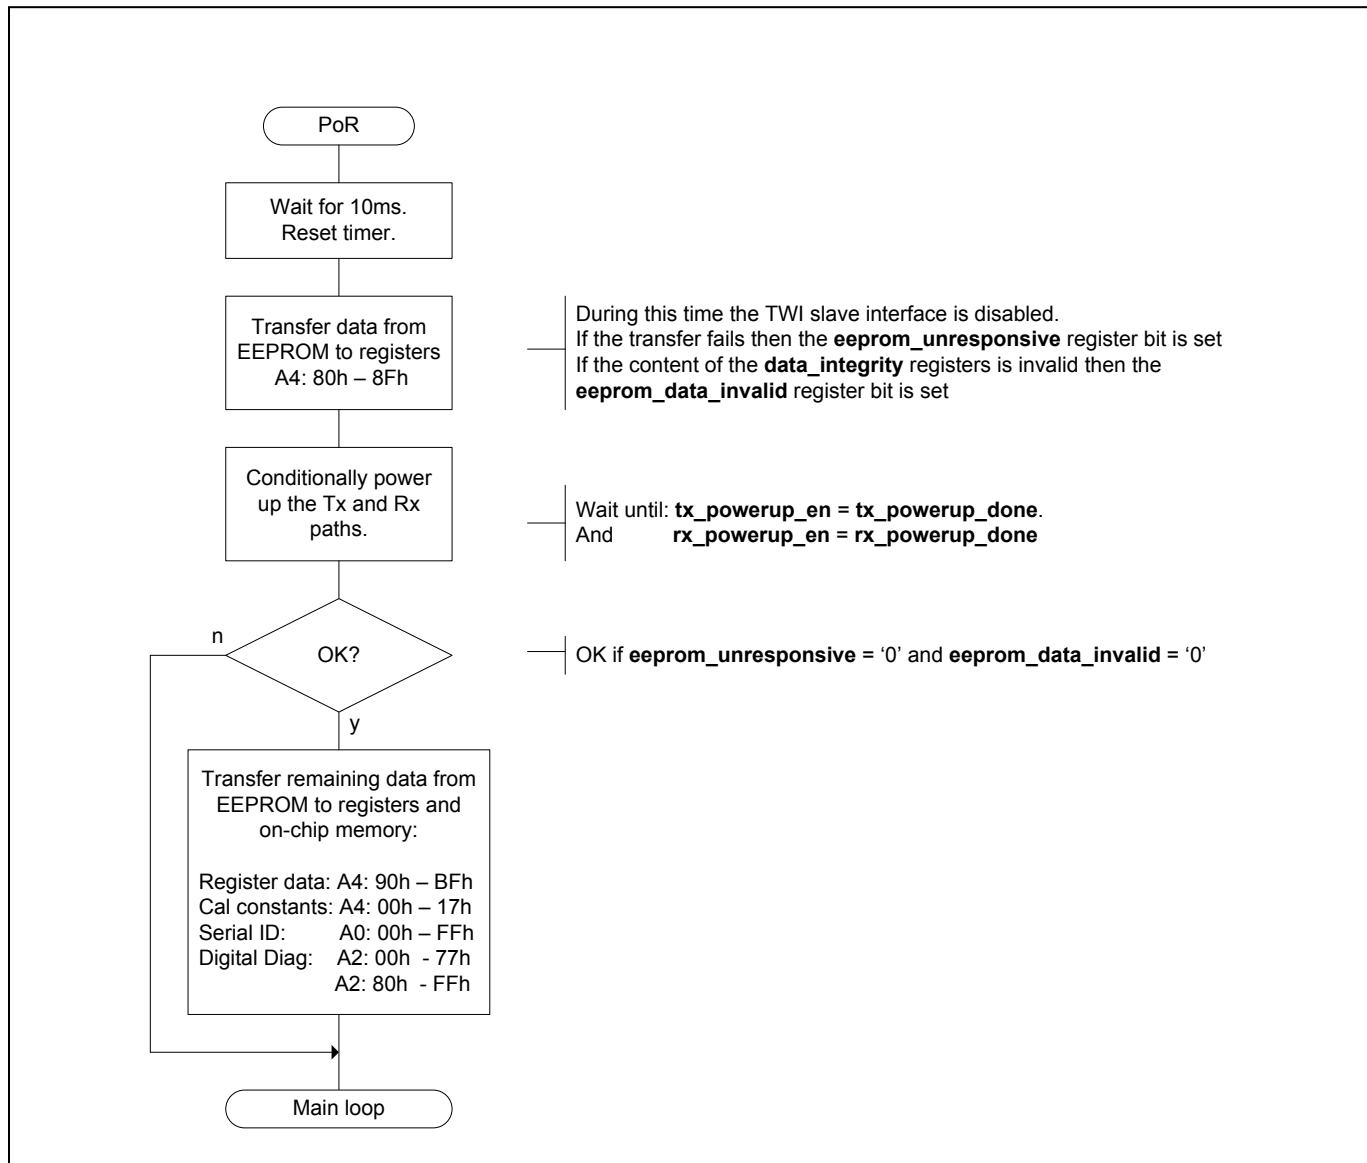 PoR
Wait for 10ms.
Reset timer.
Transfer data from
EEPROM to registers
A4: 80h – 8Fh
During this time the TWI slave interface is disabled.
If the transfer fails then the eeprom_unresponsive register bit is set
If the content of the data_integrity registers is invalid then the
eeprom_data_invalid register bit is set
Conditionally power
up the Tx and Rx
paths.
Wait until: tx_powerup_en = tx_powerup_done.
And rx_powerup_en = rx_powerup_done
n
OK?
OK if eeprom_unresponsive = ‘0’ and eeprom_data_invalid = ‘0’
y
Transfer remaining data from
EEPROM to registers and
on-chip memory:
Register data: A4: 90h – BFh
Cal constants: A4: 00h – 17h
Serial ID: A0: 00h – FFh
Digital Diag: A2: 00h - 77h
A2: 80h - FFh
Main loop